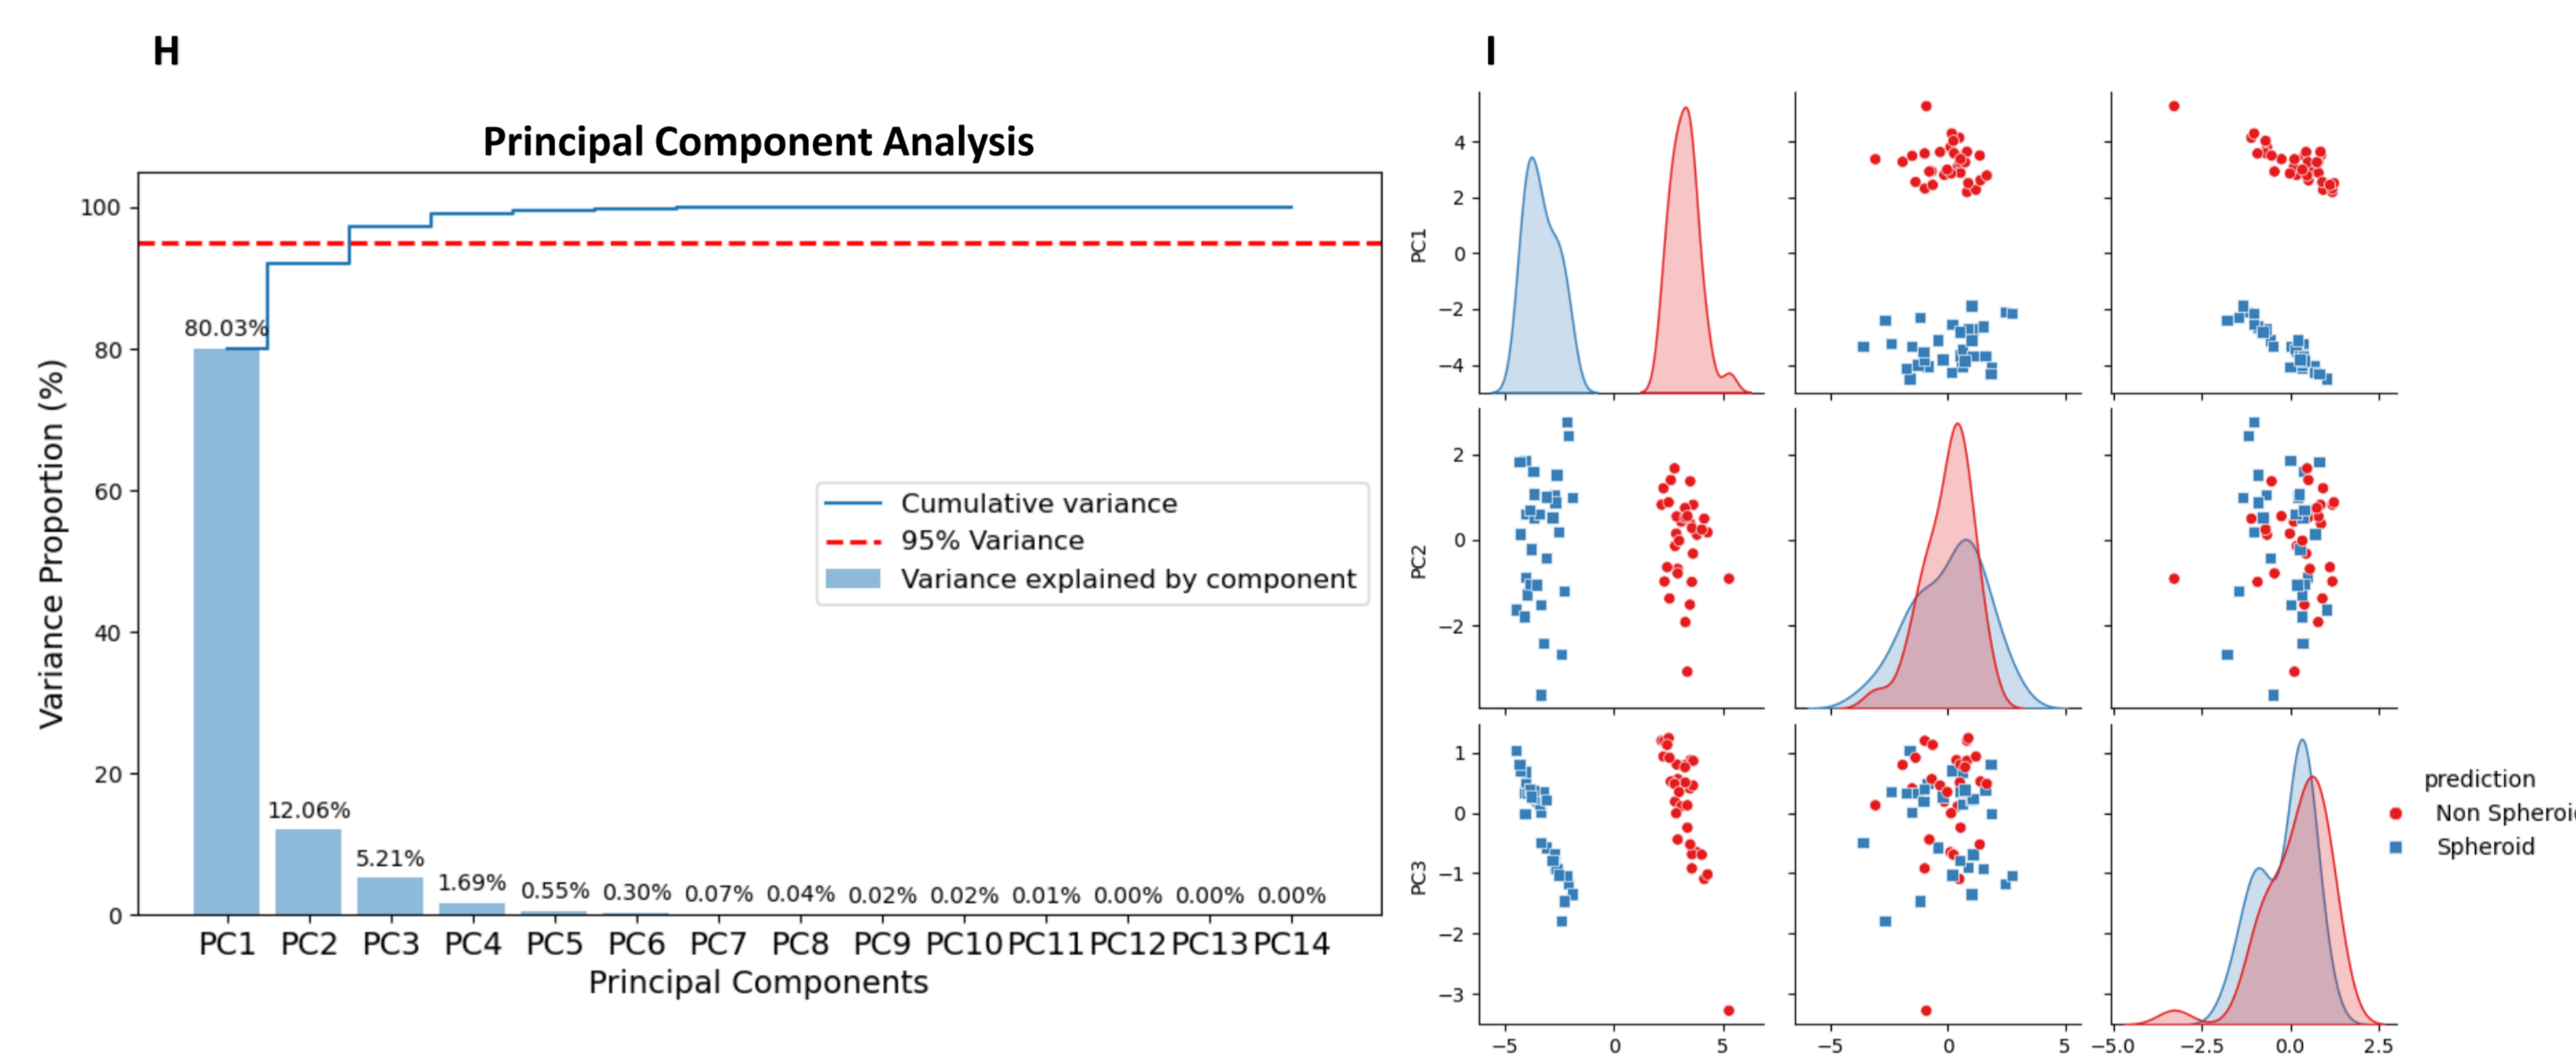 H
Principal Component Analysis
Variance Proportion (%)
100
80
60
40
20
0
80.03%
12.06%
5.21%
1.69%
0.55%
0.30%
0.07%
0.04%
0.02%
0.02%
0.01%
0.00%
0.00%
0.00%
Cumulative variance
95% Variance
Variance explained by component
PC1 PC2 PC3 PC4 PC5 PC6 PC7 PC8 PC9 PC10 PC11 PC12 PC13 PC14
Principal Components
I
PC1
4
2
0
−2
−4
PC2
2
0
−2
PC3
1
0
−1
−2
−3
−5 0 5
−5 0 5
−5.0 −2.5 0.0 2.5
prediction
Non Spheroi
Spheroid